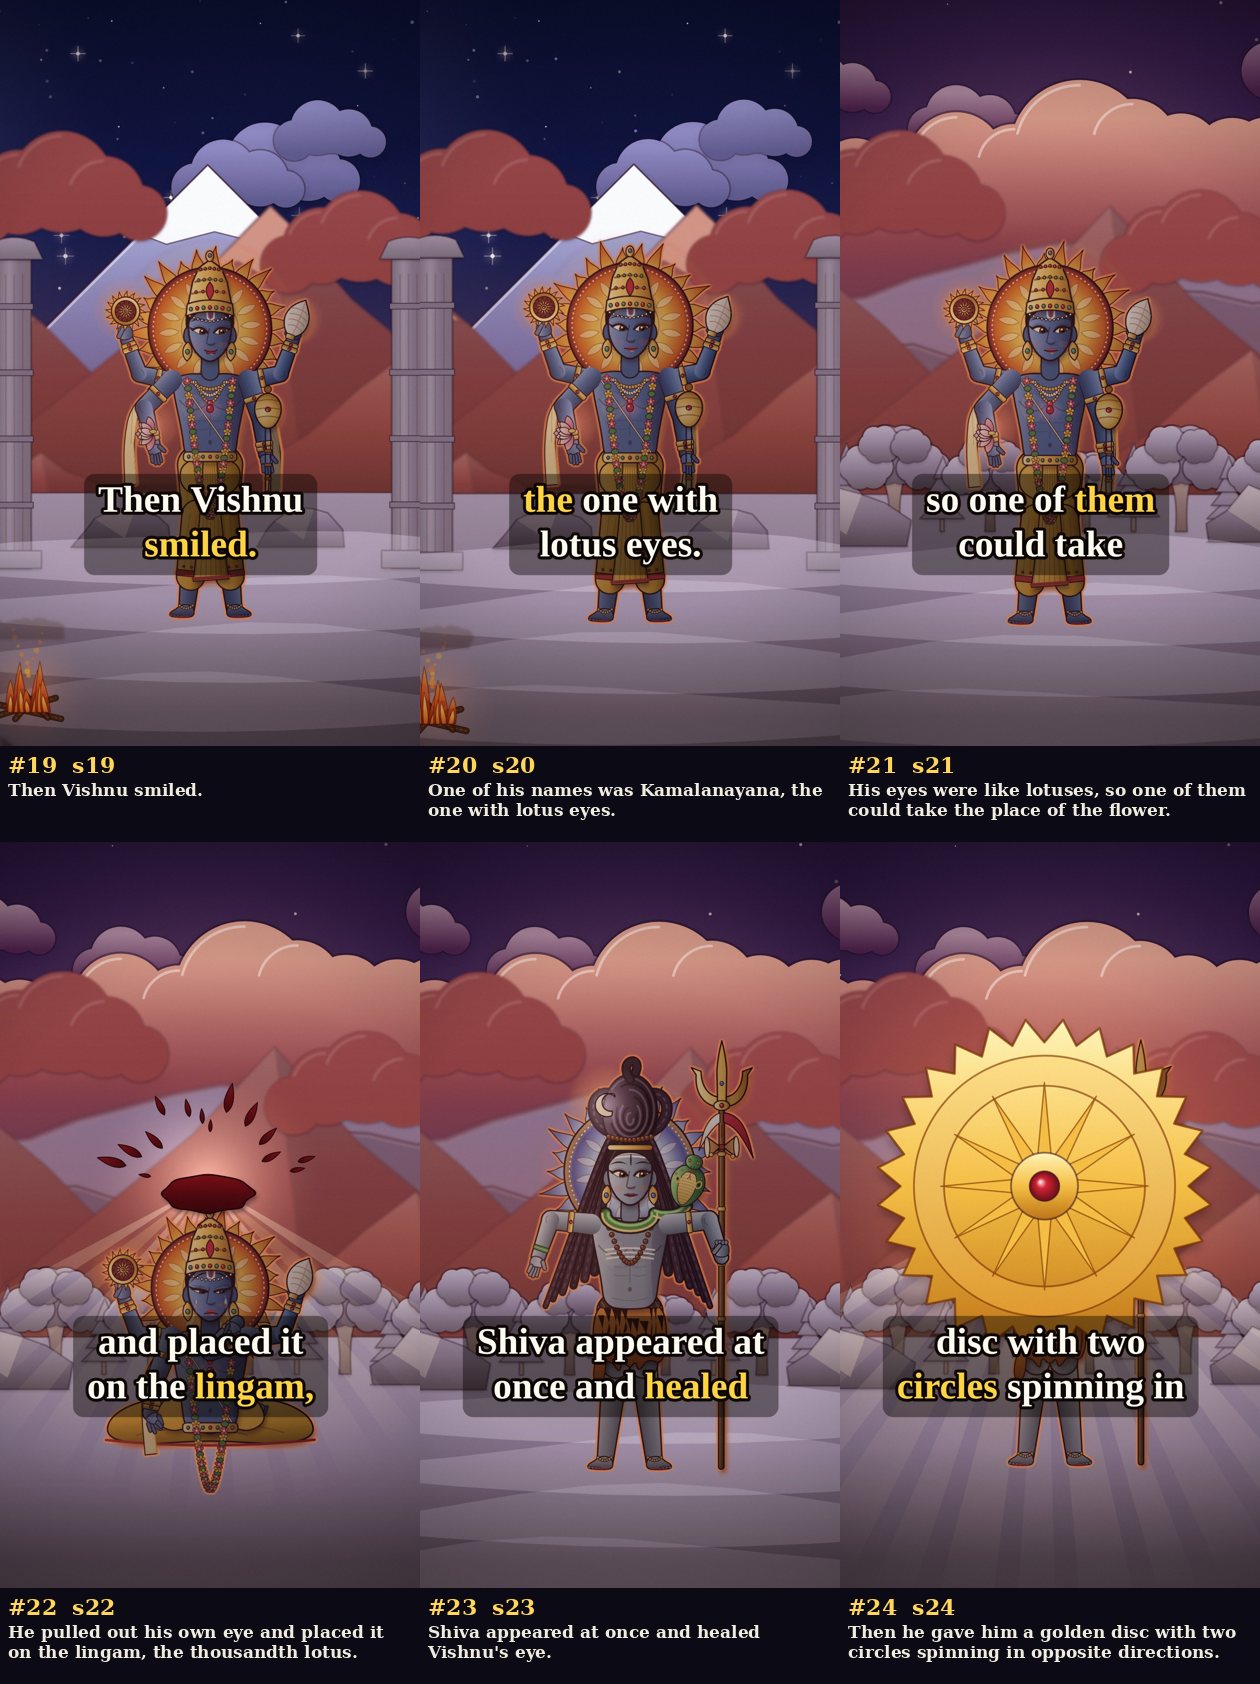 Then Vishnu
smiled.
#19 s19
Then Vishnu smiled.
the one with
lotus eyes.
#20 s20
One of his names was Kamalanayana, the
one with lotus eyes.
so one of them
could take
#21 s21
His eyes were like lotuses, so one of them
could take the place of the flower.
and placed it
on the lingam,
#22 s22
He pulled out his own eye and placed it
on the lingam, the thousandth lotus.
Shiva appeared at
once and healed
#23 s23
Shiva appeared at once and healed
Vishnu's eye.
disc with two
circles spinning in
#24 s24
Then he gave him a golden disc with two
circles spinning in opposite directions.